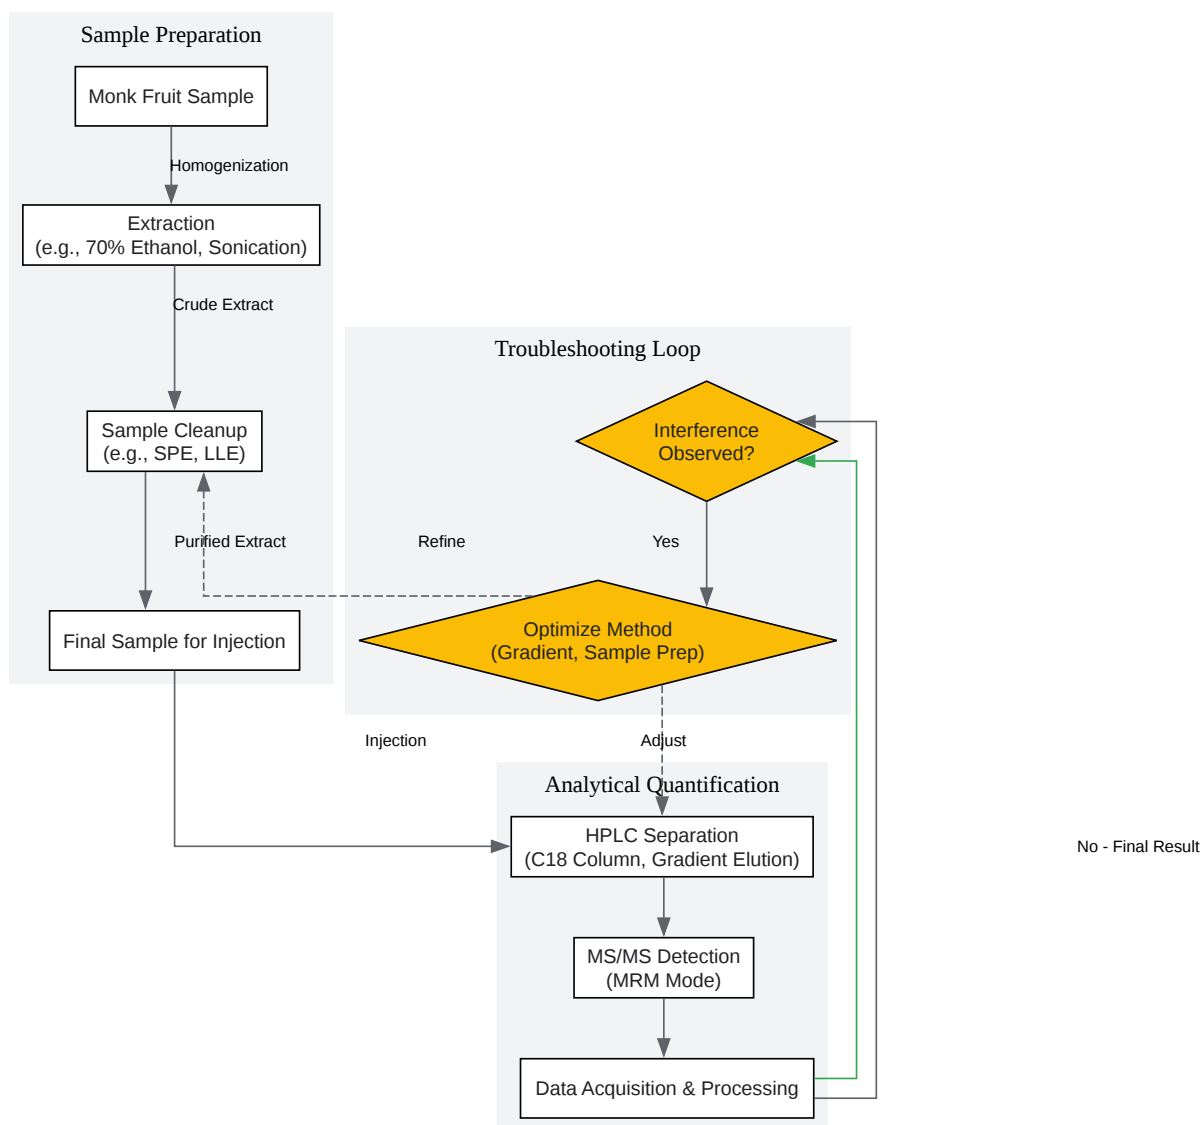 Sample Preparation
Monk Fruit Sample
Homogenization
Extraction
(e.g., 70% Ethanol, Sonication)
Crude Extract
Sample Cleanup
(e.g., SPE, LLE)
Purified Extract
Final Sample for Injection
Troubleshooting Loop
Interference
Observed?
Refine
Yes
Optimize Method
(Gradient, Sample Prep)
Injection
Adjust
Analytical Quantification
HPLC Separation
(C18 Column, Gradient Elution)
No - Final Result
MS/MS Detection
(MRM Mode)
Data Acquisition & Processing